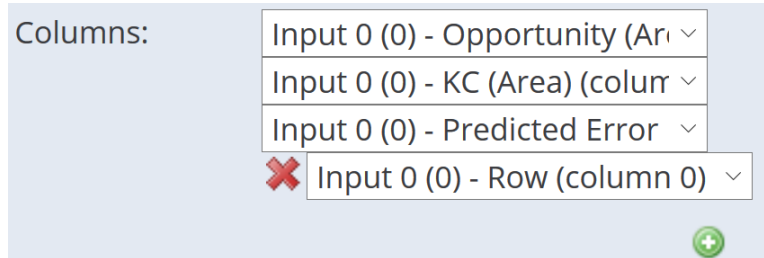 Columns: Input 0 (0) - Opportunity (Are
Input 0 (0) - KC (Area) (colum
Input 0 (0) - Predicted Error
Input 0 (0) - Row (column 0)